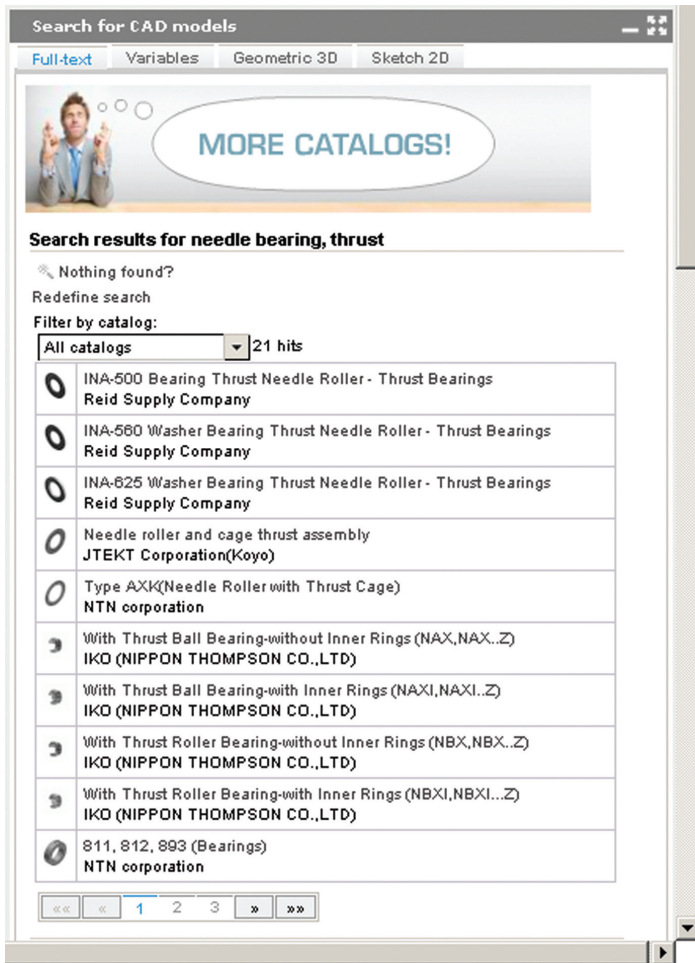 Search for CAD models
Full-text Variables Geometric 3D Sketch 2D
MORE CATALOGS!
Search results for needle bearing, thrust
Nothing found?
Redefine search
Filter by catalog:
All catalogs 21 hits
INA-500 Bearing Thrust Needle Roller - Thrust Bearings
Reid Supply Company
INA-560 Washer Bearing Thrust Needle Roller - Thrust Bearings
Reid Supply Company
INA-625 Washer Bearing Thrust Needle Roller - Thrust Bearings
Reid Supply Company
Needle roller and cage thrust assembly
JTEKT Corporation(Koyo)
Type AXK(Needle Roller with Thrust Cage)
NTN corporation
With Thrust Ball Bearing-without Inner Rings (NAX,NAX..Z)
IKO (NIPPON THOMPSON CO.,LTD)
With Thrust Ball Bearing-with Inner Rings (NAXI,NAXI..Z)
IKO (NIPPON THOMPSON CO.,LTD)
With Thrust Roller Bearing-without Inner Rings (NBX,NBX..Z)
IKO (NIPPON THOMPSON CO.,LTD)
With Thrust Roller Bearing-with Inner Rings (NBXI,NBXI...Z)
IKO (NIPPON THOMPSON CO.,LTD)
811, 812, 893 (Bearings)
NTN corporation
«« « 1 2 3 » »»